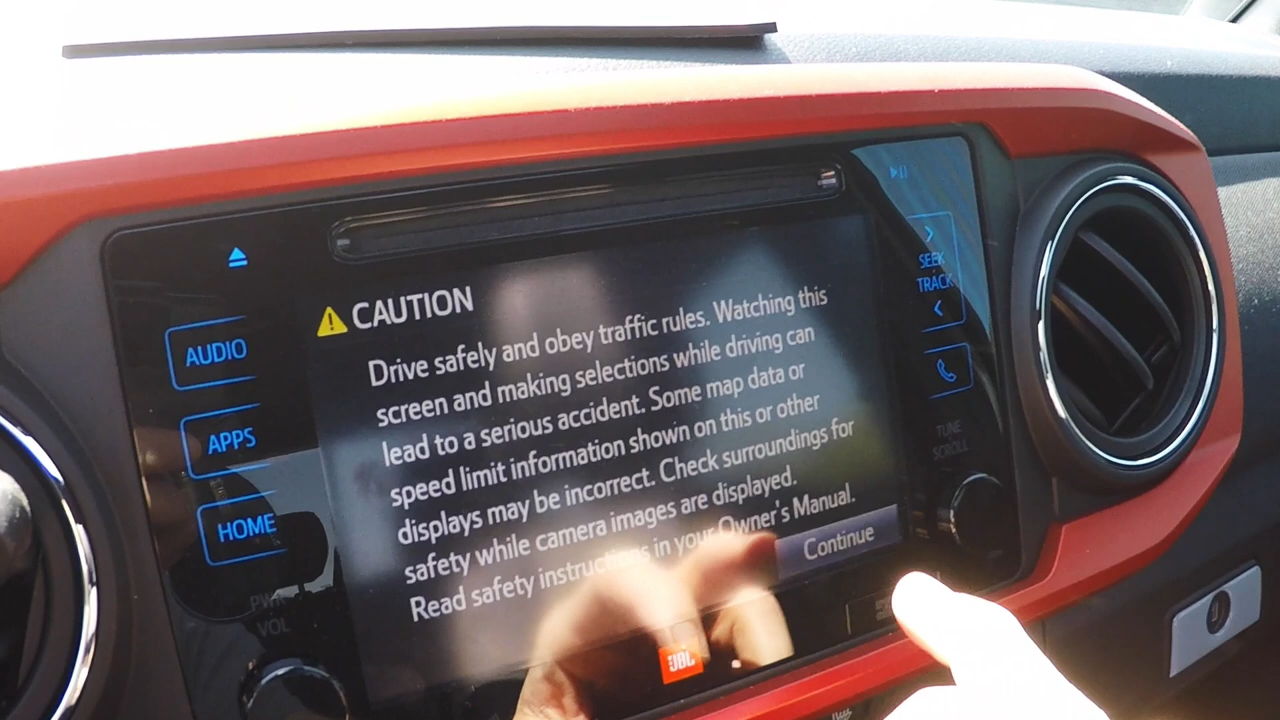 CAUTION
Drive safely and obey traffic rules. Watching this
screen and making selections while driving can
lead to a serious accident. Some map data or
speed limit information shown on this or other
displays may be incorrect. Check surroundings for
safety while camera images are displayed.
Read safety instructions in your Owner's Manual.
Continue
AUDIO
APPS
HOME
PWR
VOL
SEEK
TRACK
TUNE
SCROLL
JBL